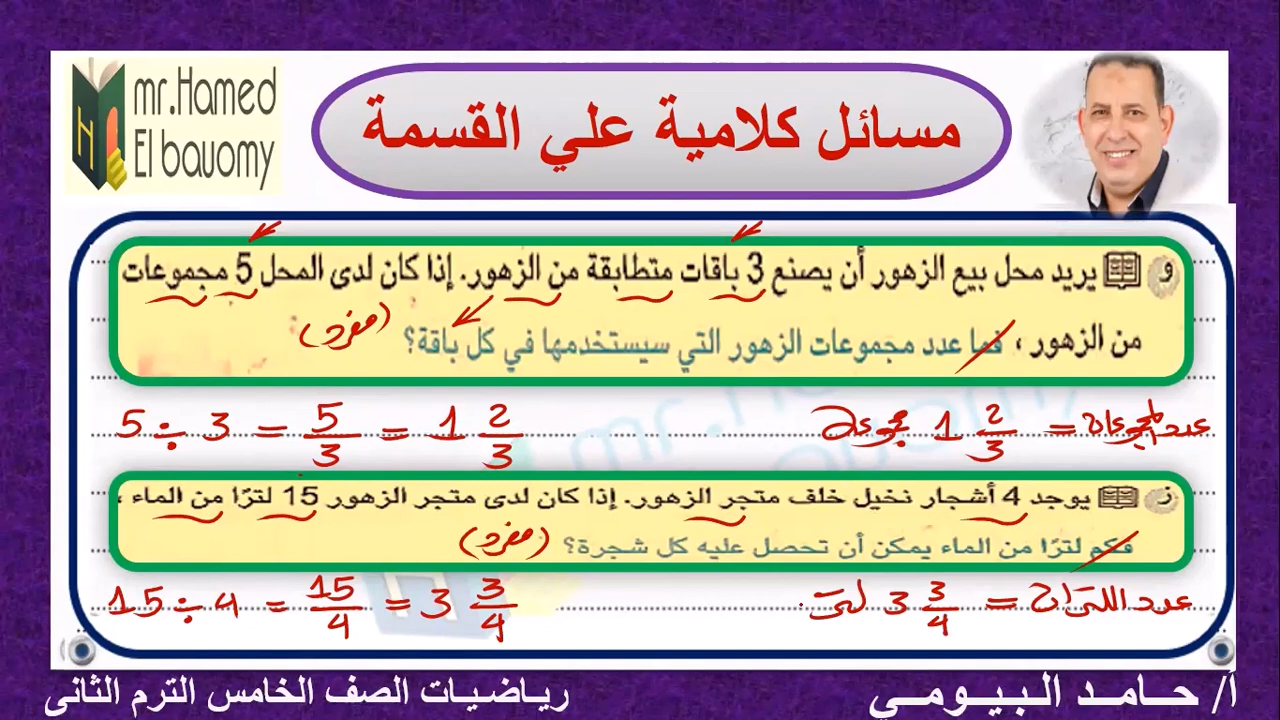 mr.Hamed
El bauomy
مسائل كلامية علي القسمة
و يريد محل بيع الزهور أن يصنع 3 باقات متطابقة من الزهور. إذا كان لدى المحل 5 مجموعات
من الزهور ، فما عدد مجموعات الزهور التي سيستخدمها في كل باقة؟ (مفرد)
عدد المجموعات = 1 2/3 مجموعة
5 ÷ 3 = 5/3 = 1 2/3
ز يوجد 4 أشجار نخيل خلف متجر الزهور. إذا كان لدى متجر الزهور 15 لترًا من الماء ،
فكم لترًا من الماء يمكن أن تحصل عليه كل شجرة؟ (مفرد)
عدد اللترات = 3 3/4 لتر
15 ÷ 4 = 15/4 = 3 3/4
أ/ حامد البيومي
رياضيات الصف الخامس الترم الثانى